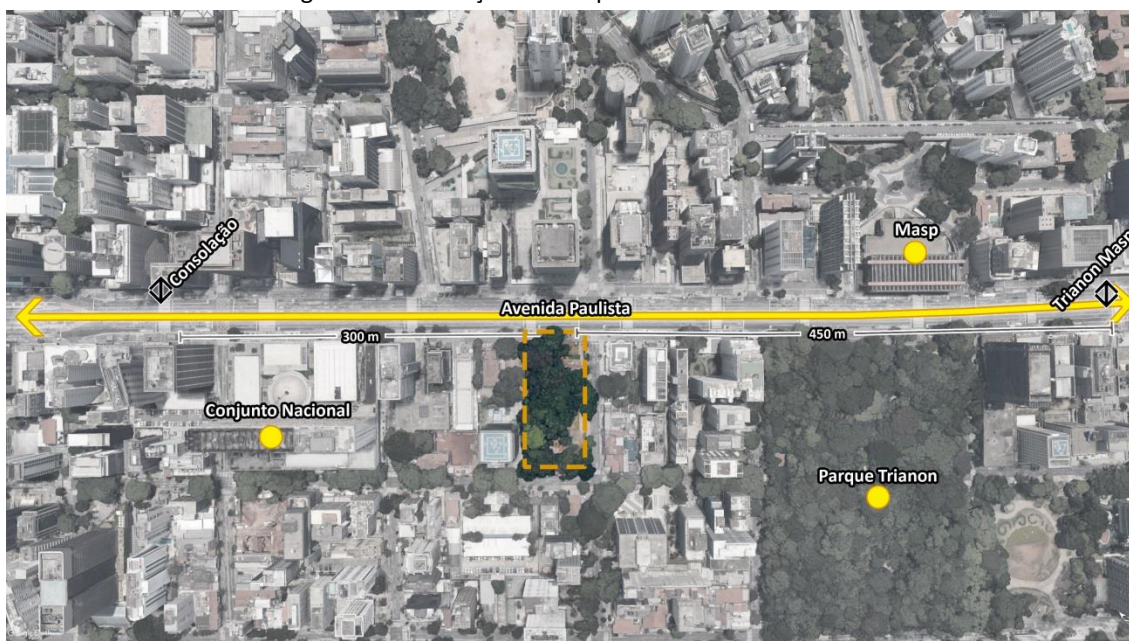 Consolação
Masp
Trianon Masp
Avenida Paulista
300 m
450 m
Conjunto Nacional
Parque Trianon